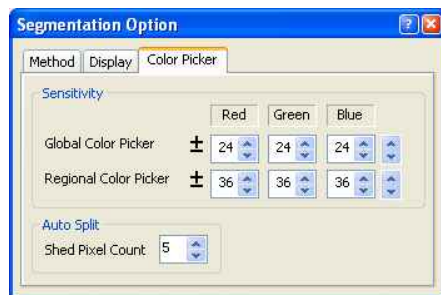 Segmentation Option
Method Display Color Picker
Sensitivity
Red Green Blue
Global Color Picker ± 24 24 24
Regional Color Picker ± 36 36 36
Auto Split
Shed Pixel Count 5